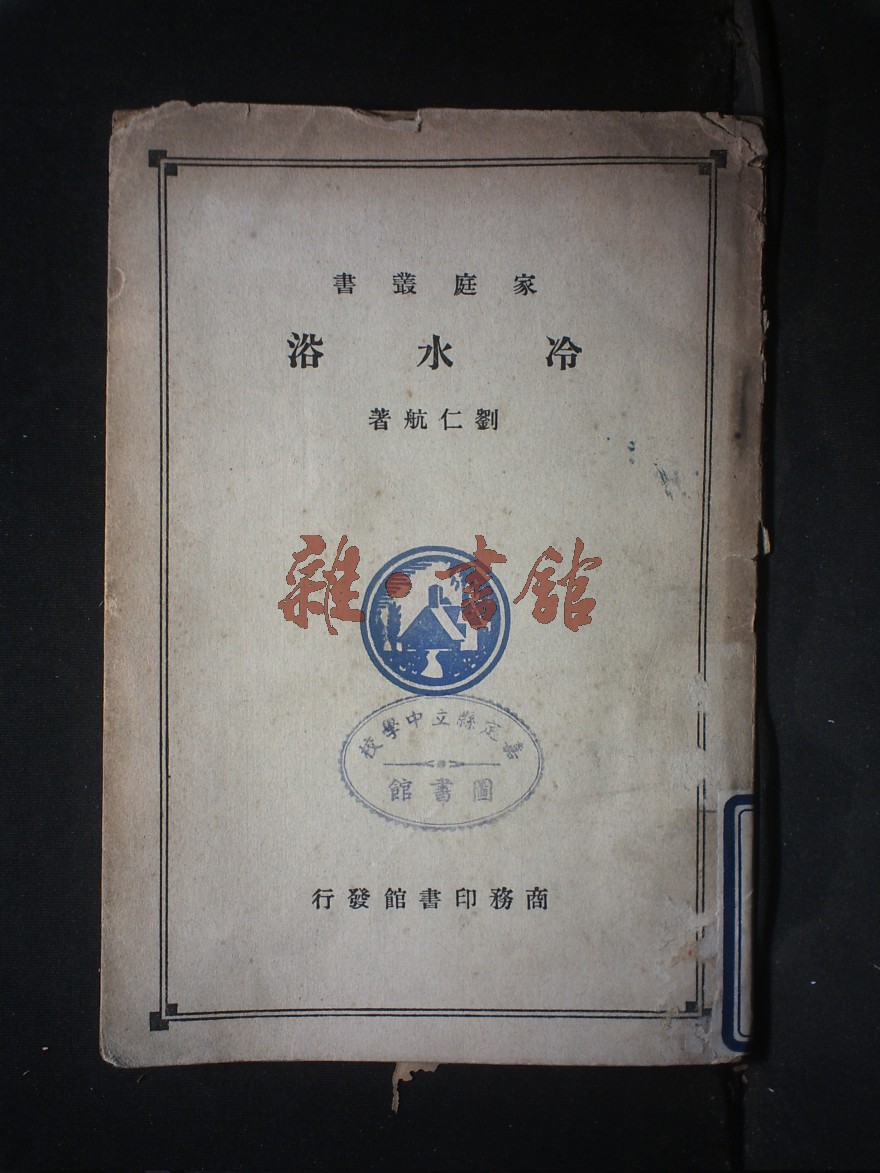 家庭叢書
冷水浴
劉仁航著
雜·書館
嘉定縣立中學校
圖書館
商務印書館發行